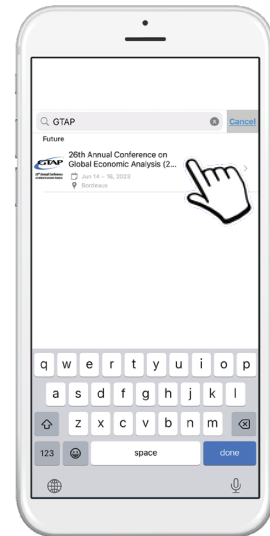 GTAP
Cancel
Future
26th Annual Conference on
Global Economic Analysis (2...
Jun 14 – 16, 2023
Bordeaux
GTAP
q w e r t y u i o p
a s d f g h j k l
z x c v b n m
123
space
done